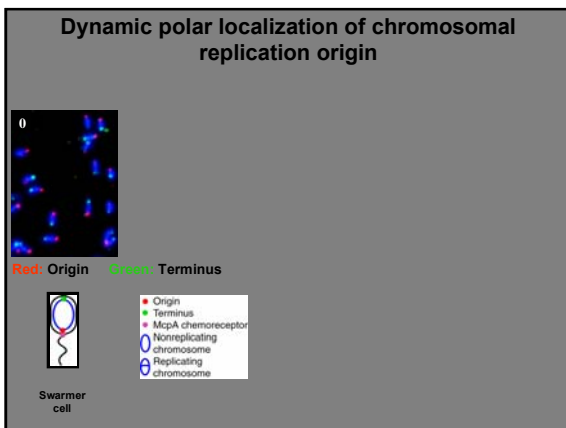 Dynamic polar localization of chromosomal
replication origin
0
Red: Origin Green: Terminus
Origin
Terminus
McpA chemoreceptor
Nonreplicating
chromosome
Replicating
chromosome
Swarmer
cell